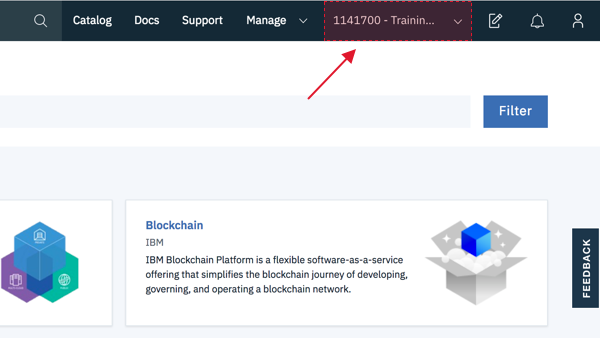 Catalog Docs Support Manage 1141700 - Trainin...
Filter
Blockchain
IBM
IBM Blockchain Platform is a flexible software-as-a-service
offering that simplifies the blockchain journey of developing,
governing, and operating a blockchain network.
FEEDBACK